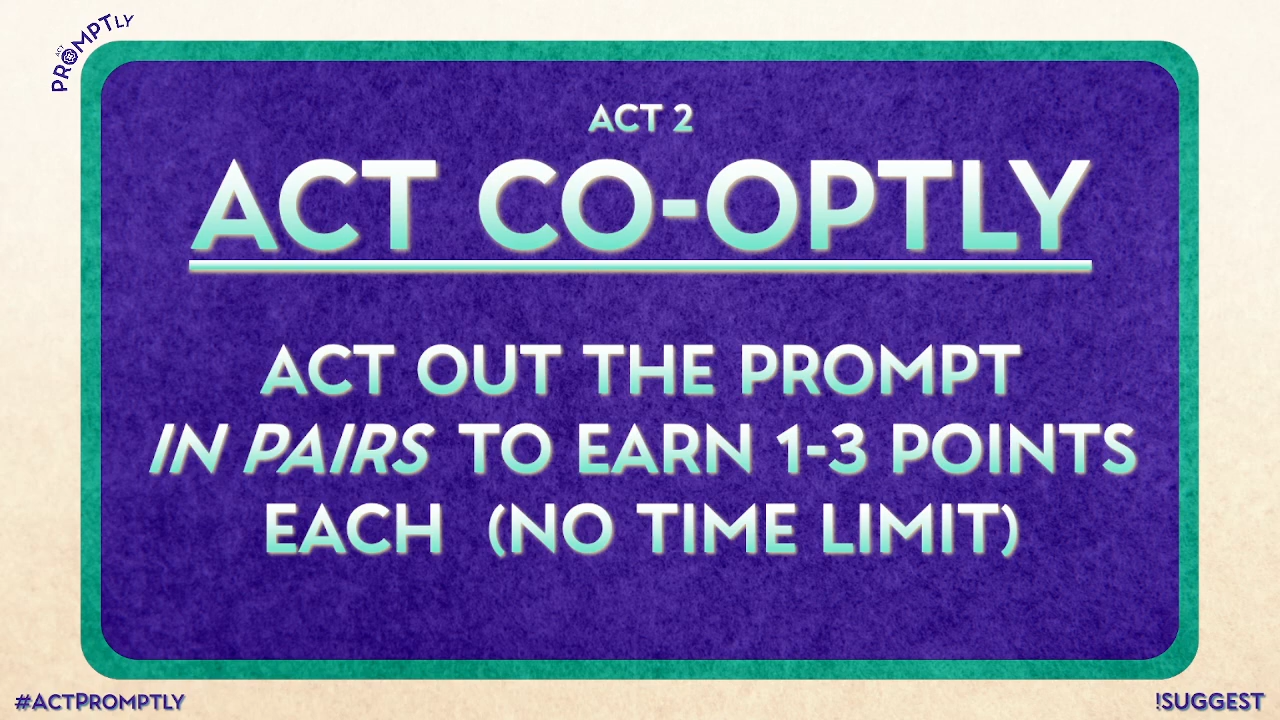 ACT PROMPTLY
ACT 2
ACT CO-OPTLY
ACT OUT THE PROMPT
IN PAIRS TO EARN 1-3 POINTS
EACH (NO TIME LIMIT)
#ACTPROMPTLY
!SUGGEST